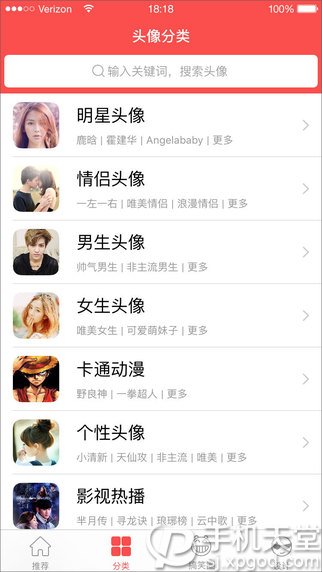 Verizon 18:18 100%
头像分类
输入关键词，搜索头像
明星头像
鹿晗 | 霍建华 | Angelababy | 更多
情侣头像
一左一右 | 唯美情侣 | 浪漫情侣 | 更多
男生头像
帅气男生 | 非主流男生 | 更多
女生头像
唯美女生 | 可爱萌妹子 | 更多
卡通动漫
野良神 | 一拳超人 | 更多
个性头像
小清新 | 天仙攻 | 非主流 | 唯美 | 更多
影视热播
芈月传 | 寻龙诀 | 琅琊榜 | 云中歌 | 更多
手机天堂
xpgod.com
推荐 分类